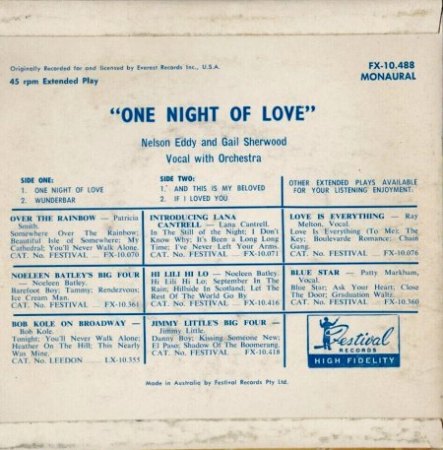 Originally Recorded for and licensed by Everest Records Inc., U.S.A.
45 rpm Extended Play
FX-10.488
MONAURAL
"ONE NIGHT OF LOVE"
Nelson Eddy and Gail Sherwood
Vocal with Orchestra
SIDE ONE:
1. ONE NIGHT OF LOVE
2. WUNDERBAR
SIDE TWO:
1. AND THIS IS MY BELOVED
2. IF I LOVED YOU
OTHER EXTENDED PLAYS AVAILABLE
FOR YOUR LISTENING ENJOYMENT.
OVER THE RAINBOW — Patricia
Smith.
Somewhere Over The Rainbow;
Beautiful Isle of Somewhere; My
Cathedral; You'll Never Walk Alone.
CAT. No. FESTIVAL — FX-10.070
INTRODUCING LANA
CANTRELL — Lana Cantrell.
In The Still of the Night; I Don't
Know Why; It's Been a Long Long
Time; I've Never Left Your Arms.
CAT. No. FESTIVAL — FX-10.071
LOVE IS EVERYTHING — Ray
Melton, Vocal
Love Is Everything (To Me); The
Key; Boulevarde Romance; Chain
Gang.
CAT. No. FESTIVAL — FX-10.076
NOELEEN BATLEY'S BIG FOUR
— Noeleen Batley.
Barefoot Boy; Tammy; Rendezvous;
Ice Cream Man.
CAT. No. FESTIVAL — FX-10.361
HI LILI HI LO — Noeleen Batley.
Hi Lili Hi Lo; September In The
Rain; Hillside In Scotland; Let The
Rest Of The World Go By
CAT. No. FESTIVAL — FX-10.416
BLUE STAR — Patty Markham,
Vocal.
Blue Star; Ask Your Heart; Close
The Door; Graduation Waltz.
CAT. No. FESTIVAL — FX-10.360
BOB KOLE ON BROADWAY —
Bob Kole.
Tonight; You'll Never Walk Alone;
Heather On The Hill; This Nearly
Was Mine.
CAT. No. LEEDON — LX-10.355
JIMMY LITTLE'S BIG FOUR —
Jimmy Little.
Danny Boy; Kissing Someone New;
El Paso; Shadow Of The Boomerang.
CAT. No. FESTIVAL — FX-10.418
Festival
RECORDS
HIGH FIDELITY
Made in Australia by Festival Records Pty Ltd.